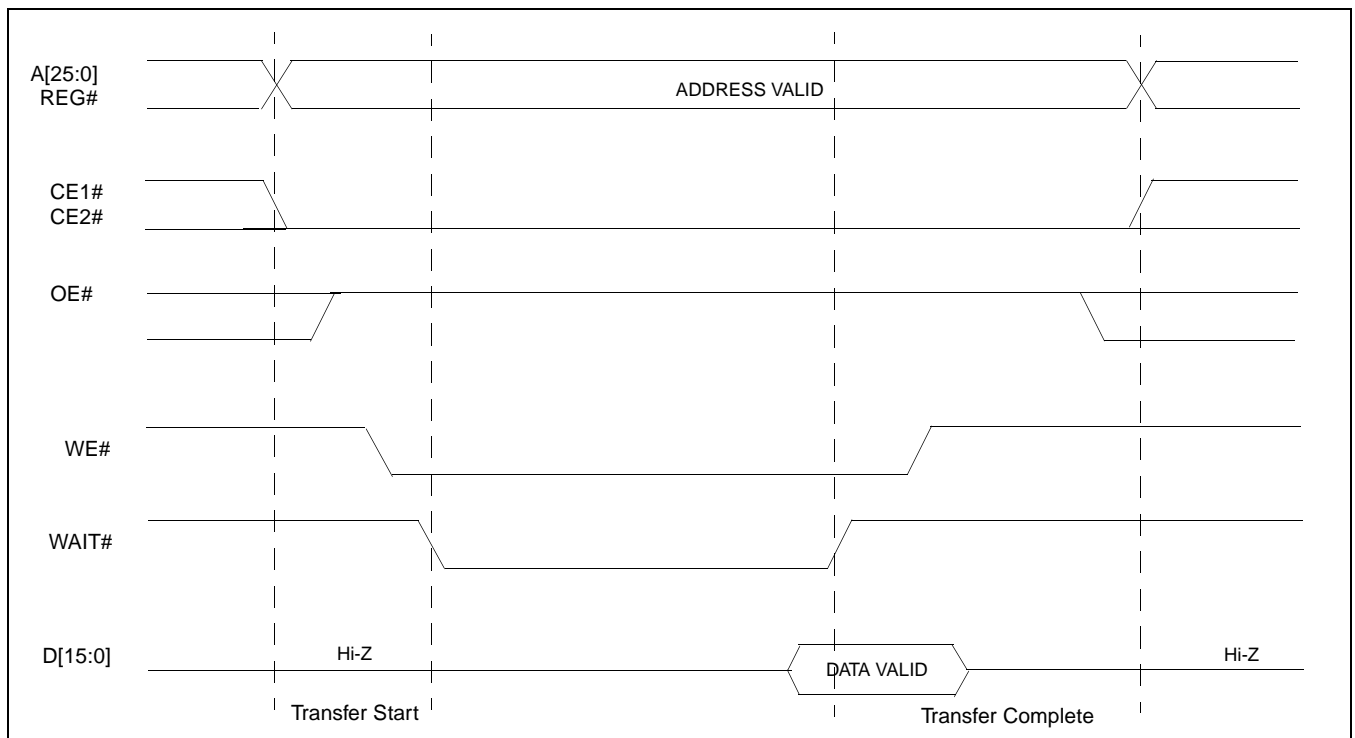 A[25:0]
REG#
ADDRESS VALID
CE1#
CE2#
OE#
WE#
WAIT#
D[15:0]
Hi-Z
DATA VALID
Hi-Z
Transfer Start
Transfer Complete